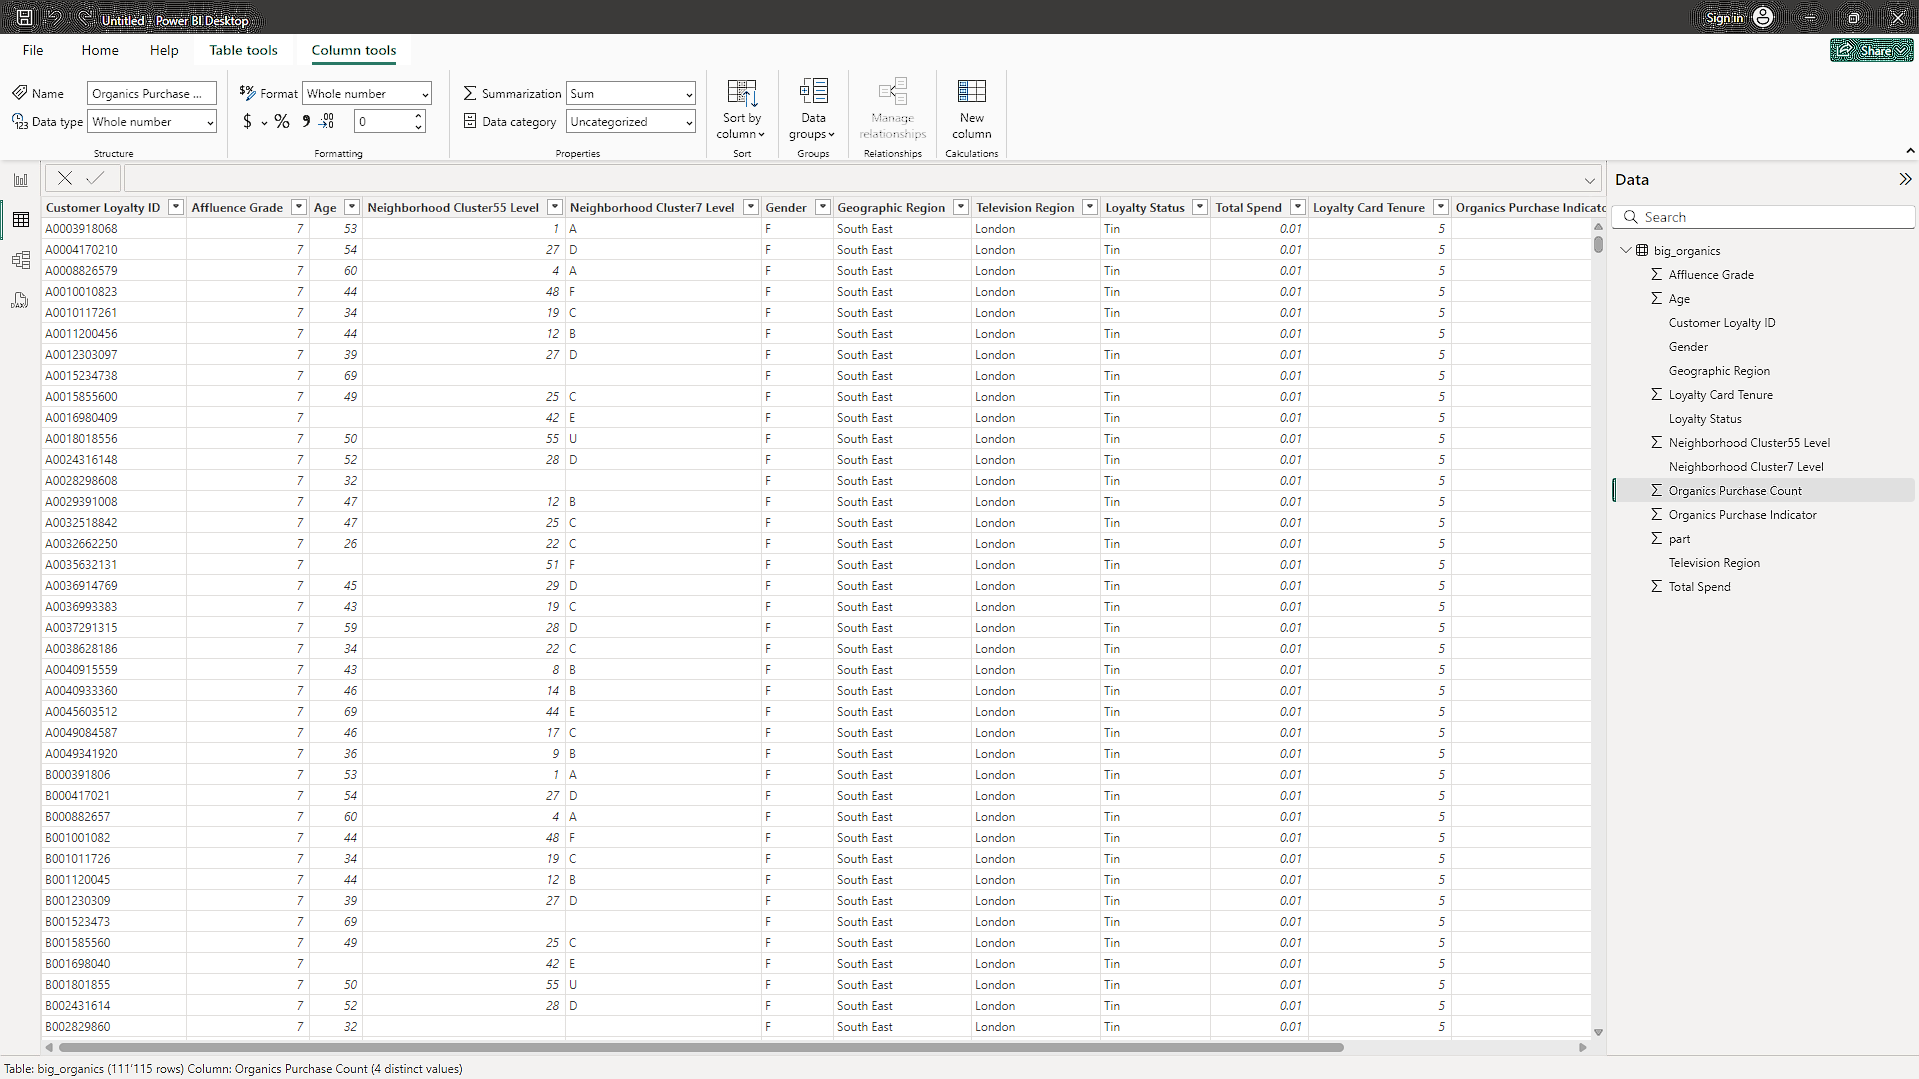 Untitled - Power BI Desktop
Sign in
File Home Help Table tools Column tools
Share
Name Organics Purchase ...
Data type Whole number
Structure
Format Whole number
$ % 9 .00 0
Formatting
Summarization Sum
Data category Uncategorized
Properties
Sort by
column
Sort
Data
groups
Groups
Manage
relationships
Relationships
New
column
Calculations
Customer Loyalty ID Affluence Grade Age Neighborhood Cluster55 Level Neighborhood Cluster7 Level Gender Geographic Region Television Region Loyalty Status Total Spend Loyalty Card Tenure Organics Purchase Indicato
A0003918068 7 53 1 A F South East London Tin 0.01 5
A0004170210 7 54 27 D F South East London Tin 0.01 5
A0008826579 7 60 4 A F South East London Tin 0.01 5
A0010010823 7 44 48 F F South East London Tin 0.01 5
A0010117261 7 34 19 C F South East London Tin 0.01 5
A0011200456 7 44 12 B F South East London Tin 0.01 5
A0012303097 7 39 27 D F South East London Tin 0.01 5
A0015234738 7 69 F South East London Tin 0.01 5
A0015855600 7 49 25 C F South East London Tin 0.01 5
A0016980409 7 42 E F South East London Tin 0.01 5
A0018018556 7 50 55 U F South East London Tin 0.01 5
A0024316148 7 52 28 D F South East London Tin 0.01 5
A0028298608 7 32 F South East London Tin 0.01 5
A0029391008 7 47 12 B F South East London Tin 0.01 5
A0032518842 7 47 25 C F South East London Tin 0.01 5
A0032662250 7 26 22 C F South East London Tin 0.01 5
A0035632131 7 51 F F South East London Tin 0.01 5
A0036914769 7 45 29 D F South East London Tin 0.01 5
A0036993383 7 43 19 C F South East London Tin 0.01 5
A0037291315 7 59 28 D F South East London Tin 0.01 5
A0038628186 7 34 22 C F South East London Tin 0.01 5
A0040915559 7 43 8 B F South East London Tin 0.01 5
A0040933360 7 46 14 B F South East London Tin 0.01 5
A0045603512 7 69 44 E F South East London Tin 0.01 5
A0049084587 7 46 17 C F South East London Tin 0.01 5
A0049341920 7 36 9 B F South East London Tin 0.01 5
B000391806 7 53 1 A F South East London Tin 0.01 5
B000417021 7 54 27 D F South East London Tin 0.01 5
B000882657 7 60 4 A F South East London Tin 0.01 5
B001001082 7 44 48 F F South East London Tin 0.01 5
B001011726 7 34 19 C F South East London Tin 0.01 5
B001120045 7 44 12 B F South East London Tin 0.01 5
B001230309 7 39 27 D F South East London Tin 0.01 5
B001523473 7 69 F South East London Tin 0.01 5
B001585560 7 49 25 C F South East London Tin 0.01 5
B001698040 7 42 E F South East London Tin 0.01 5
B001801855 7 50 55 U F South East London Tin 0.01 5
B002431614 7 52 28 D F South East London Tin 0.01 5
B002829860 7 32 F South East London Tin 0.01 5
Data
Search
big_organics
Affluence Grade
Age
Customer Loyalty ID
Gender
Geographic Region
Loyalty Card Tenure
Loyalty Status
Neighborhood Cluster55 Level
Neighborhood Cluster7 Level
Organics Purchase Count
Organics Purchase Indicator
part
Television Region
Total Spend
Table: big_organics (111'115 rows) Column: Organics Purchase Count (4 distinct values)